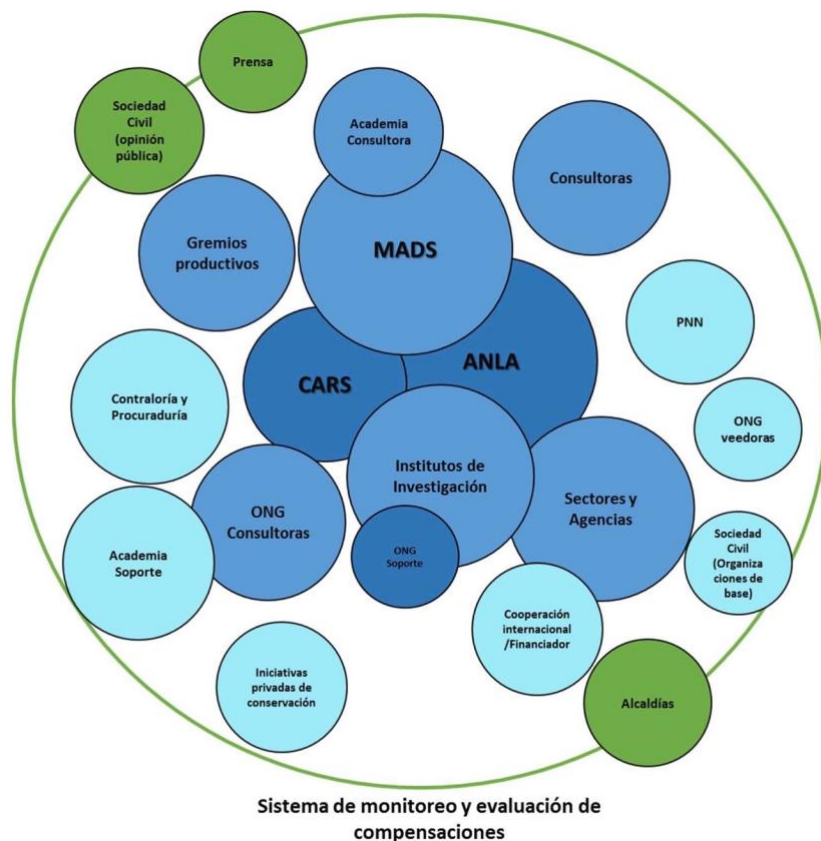 Prensa
Sociedad
Civil
(opinión
pública)
Academia
Consultora
Consultoras
Gremios
productivos
MADS
PNN
ANLA
CARS
Contraloría y
Procuraduría
ONG
veedoras
Institutos de
Investigación
Sectores y
Agencias
ONG
Consultoras
Academia
Soporte
ONG
Soporte
Sociedad
Civil
(Organiza
ciones de
base)
Cooperación
internacional
/Financiador
Iniciativas
privadas de
conservación
Alcaldías
Sistema de monitoreo y evaluación de
compensaciones